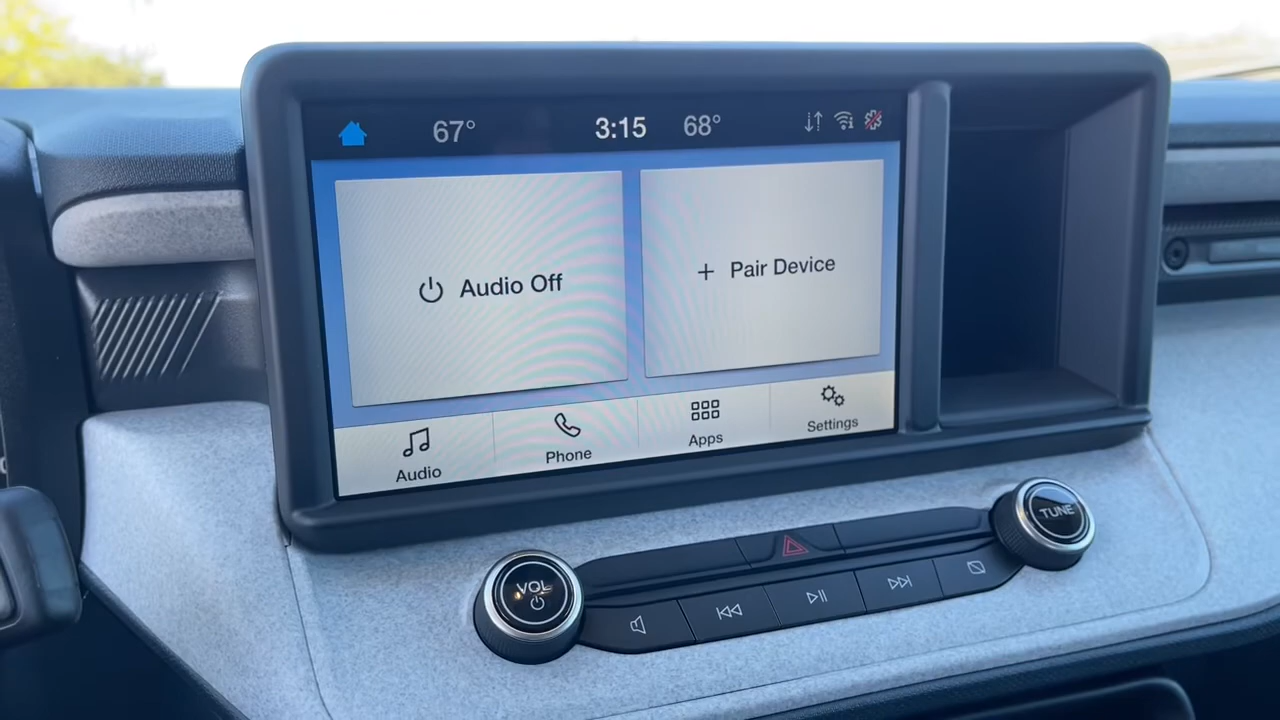 67° 3:15 68°
Audio Off
Pair Device
Audio
Phone
Apps
Settings
VOL
TUNE